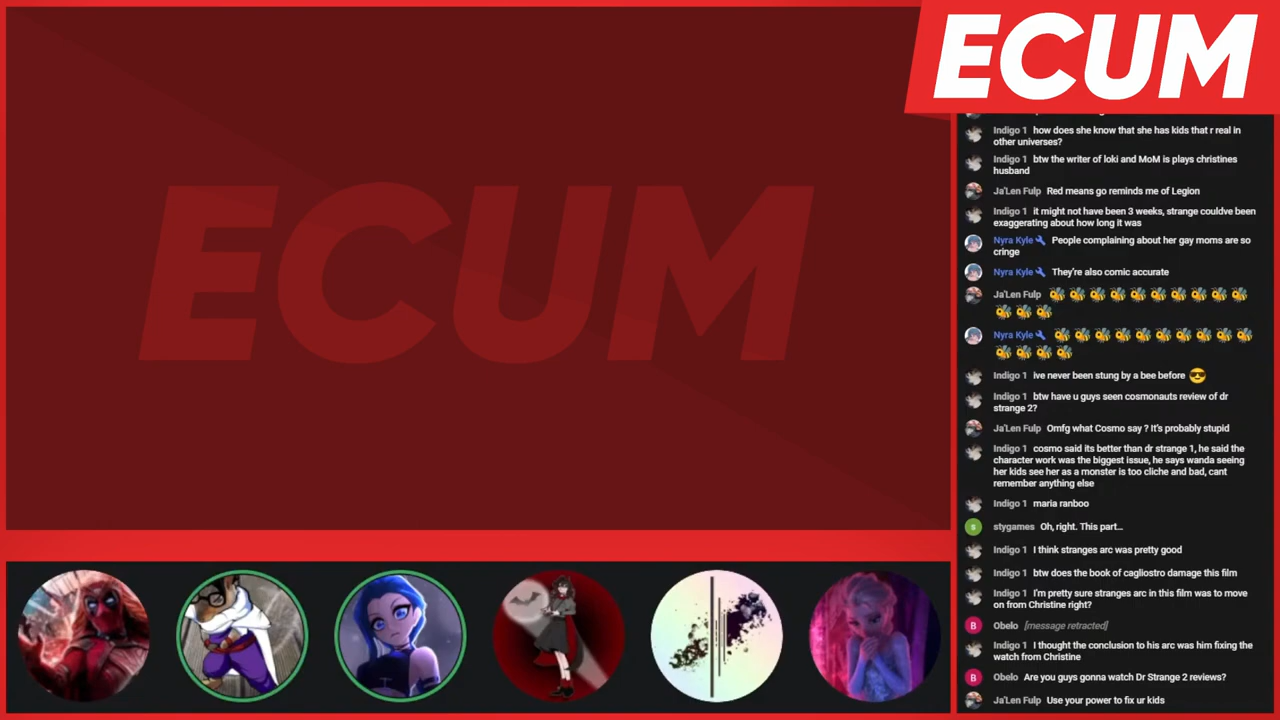 ECUM
ECUM
Indigo 1 how does she know that she has kids that r real in
other universes?
Indigo 1 btw the writer of loki and MoM is plays christines
husband
Ja'Len Fulp Red means go reminds me of Legion
Indigo 1 it might not have been 3 weeks, strange couldve been
exaggerating about how long it was
Nyra Kyle People complaining about her gay moms are so
cringe
Nyra Kyle They're also comic accurate
Ja'Len Fulp 🐝🐝🐝🐝🐝🐝🐝🐝🐝🐝
🐝🐝🐝
Nyra Kyle 🐝🐝🐝🐝🐝🐝🐝🐝🐝🐝
🐝🐝🐝🐝
Indigo 1 ive never been stung by a bee before 😎
Indigo 1 btw have u guys seen cosmonauts review of dr
strange 2?
Ja'Len Fulp Omfg what Cosmo say ? It's probably stupid
Indigo 1 cosmo said its better than dr strange 1, he said the
character work was the biggest issue, he says wanda seeing
her kids see her as a monster is too cliche and bad, cant
remember anything else
Indigo 1 maria ranboo
s stygames Oh, right. This part...
Indigo 1 I think stranges arc was pretty good
Indigo 1 btw does the book of cagliostro damage this film
Indigo 1 I'm pretty sure stranges arc in this film was to move
on from Christine right?
B Obelo [message retracted]
Indigo 1 I thought the conclusion to his arc was him fixing the
watch from Christine
B Obelo Are you guys gonna watch Dr Strange 2 reviews?
Ja'Len Fulp Use your power to fix ur kids